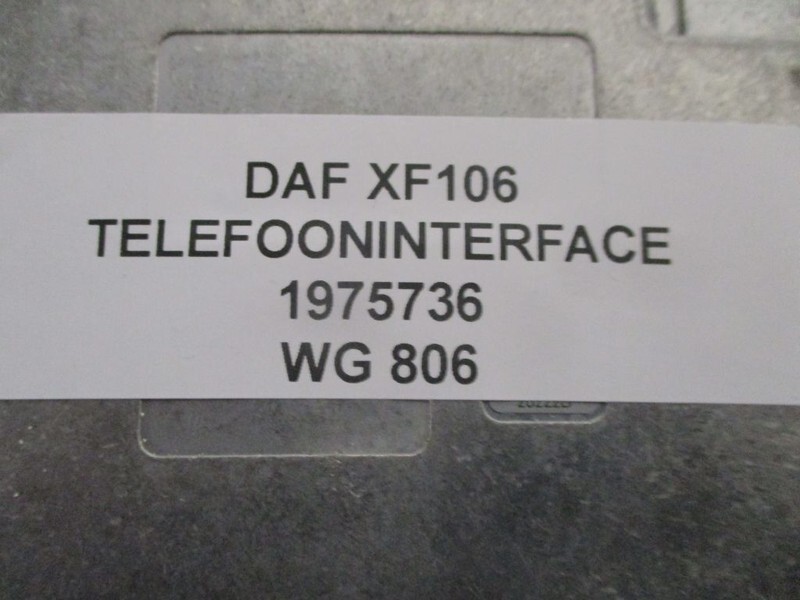 DAF XF106
TELEFOONINTERFACE
1975736
WG 806